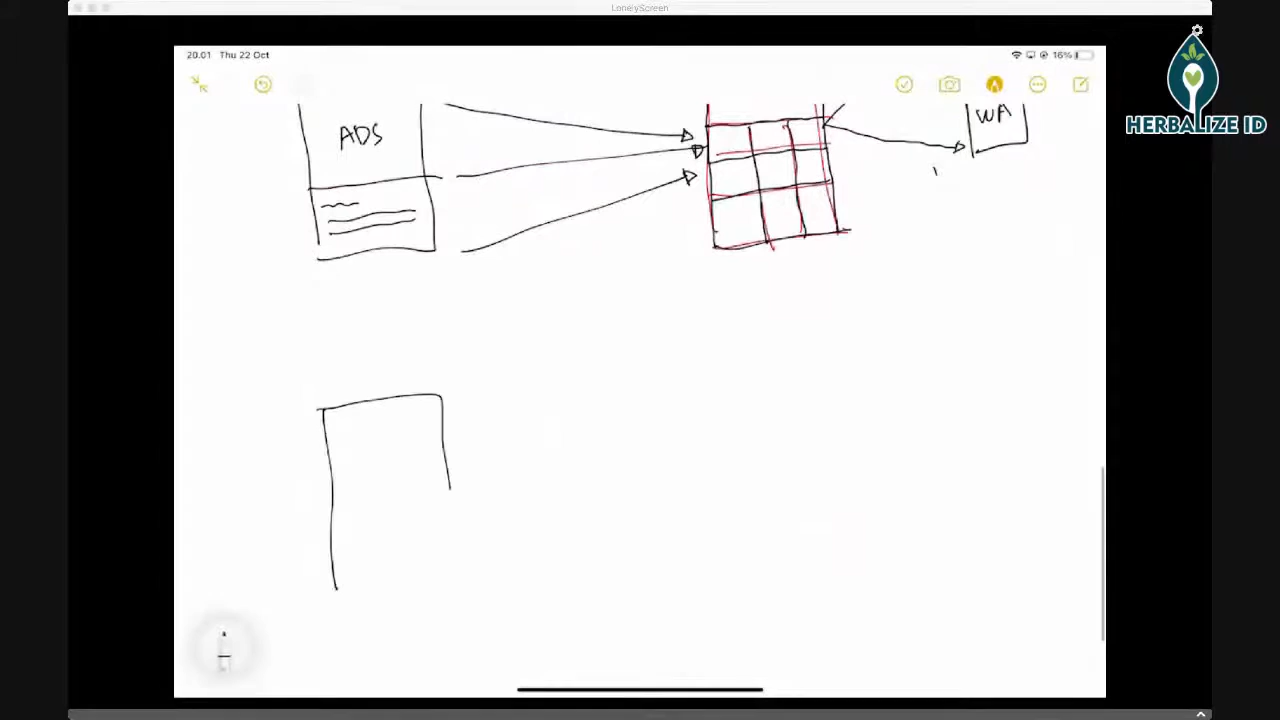 LonelyScreen
20.01 Thu 22 Oct
16%
HERBALIZE ID
ADS
WA